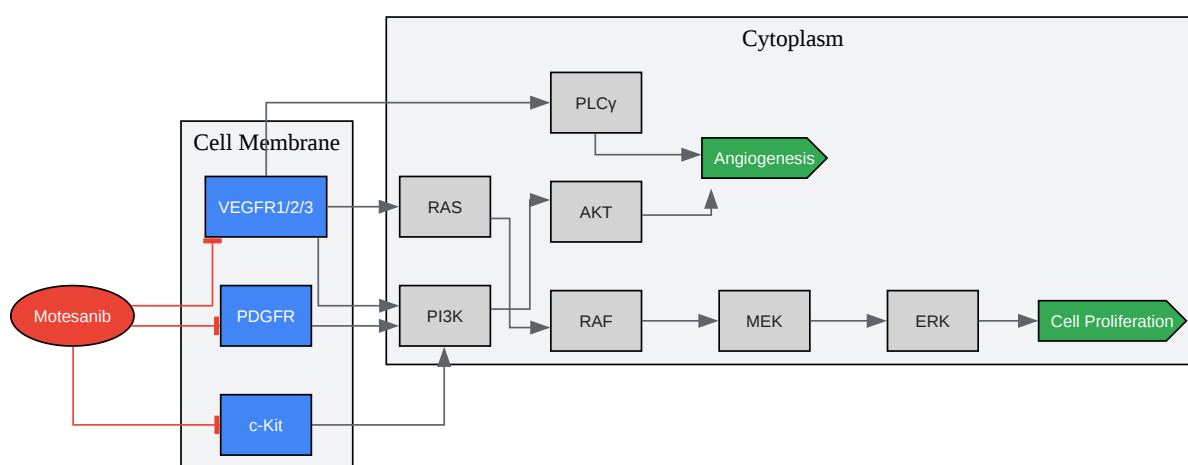 Cytoplasm
PLCγ
Cell Membrane
Angiogenesis
VEGFR1/2/3
RAS
AKT
Motesanib
PDGFR
PI3K
RAF
MEK
ERK
Cell Proliferation
c-Kit